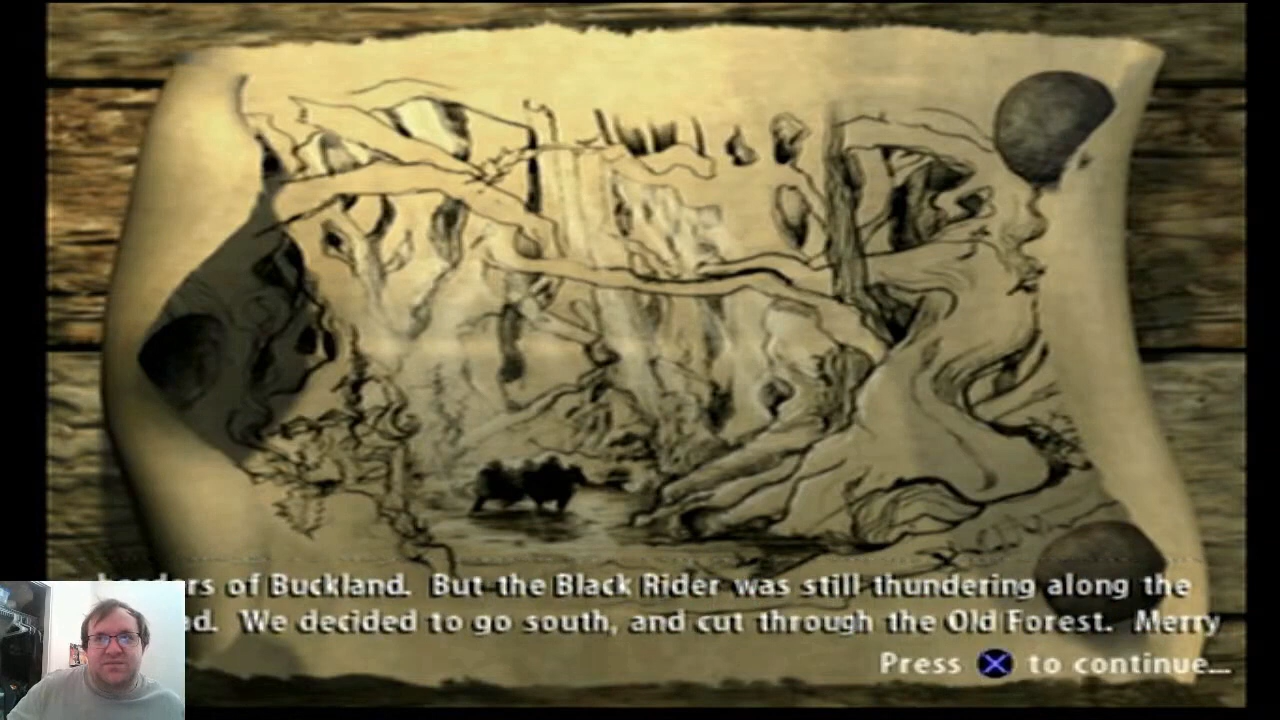 of Buckland. But the Black Rider was still thundering along the
We decided to go south, and cut through the Old Forest. Merry
Press X to continue...